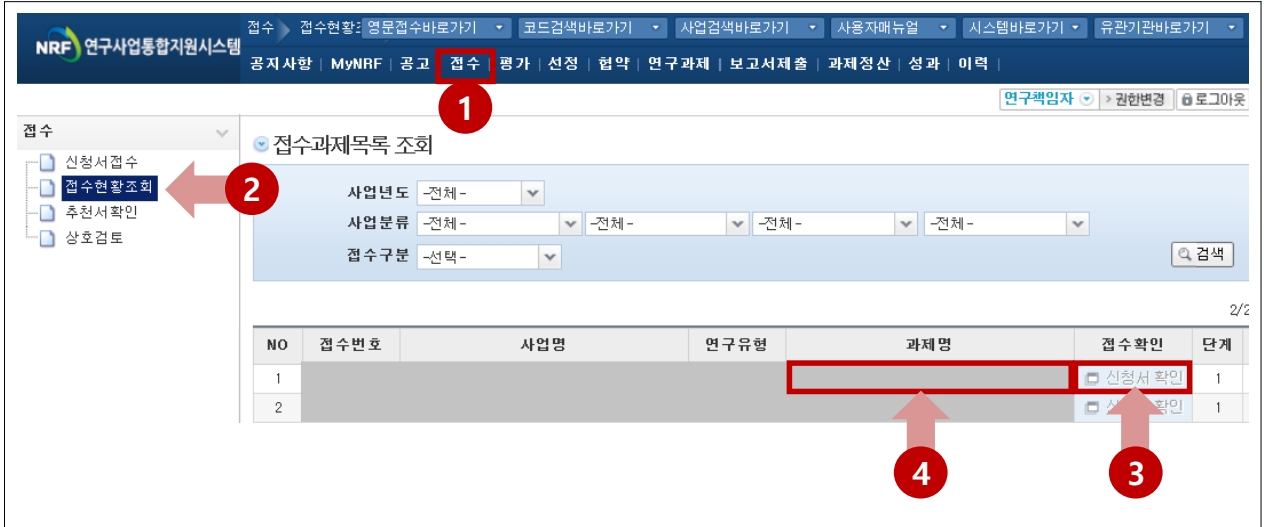 접수 접수현황조 영문접수바로가기 코드검색바로가기 사업검색바로가기 사용자매뉴얼 시스템바로가기 유관기관바로가기
NRF 연구사업통합지원시스템
공지사항 | MyNRF | 공고 | 접수 | 평가 | 선정 | 협약 | 연구과제 | 보고서제출 | 과제정산 | 성과 | 이력 |
1
연구책임자 > 권한변경 로그아웃
접수
신청서접수
접수현황조회
추천서확인
상호검토
2
접수과제목록 조회
사업년도 -전체-
사업분류 -전체- -전체- -전체- -전체-
접수구분 -선택- 검색
2/2
NO 접수번호 사업명 연구유형 과제명 접수확인 단계
1 신청서 확인 1
2 확인 1
4 3